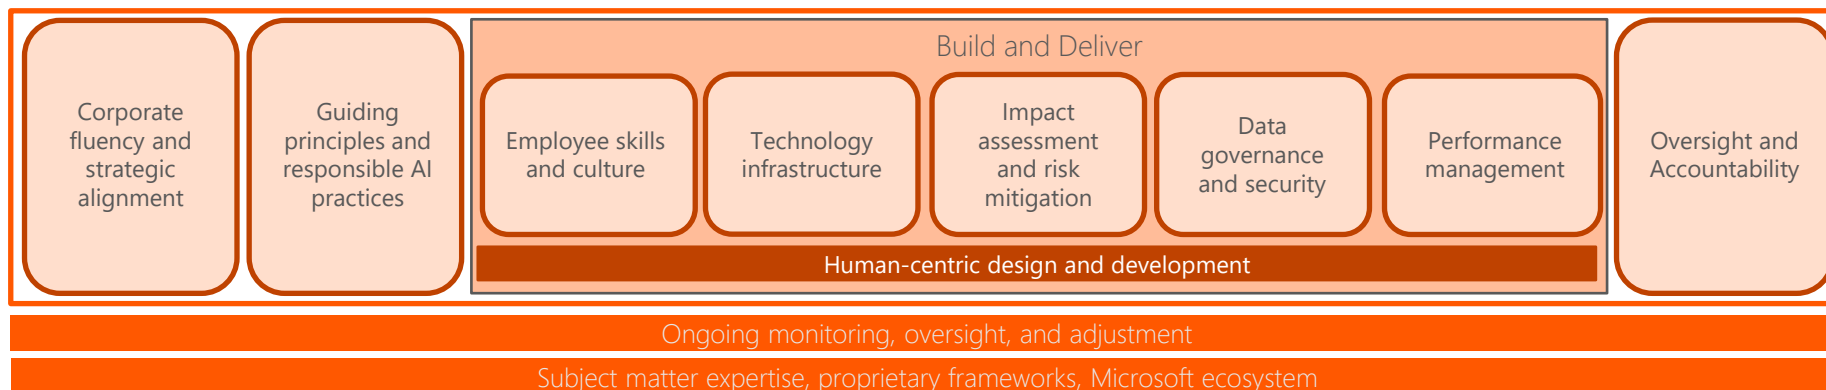 Corporate
fluency and
strategic
alignment
Guiding
principles and
responsible AI
practices
Build and Deliver
Employee skills
and culture
Technology
infrastructure
Impact
assessment
and risk
mitigation
Data
governance
and security
Performance
management
Human-centric design and development
Oversight and
Accountability
Ongoing monitoring, oversight, and adjustment
Subject matter expertise, proprietary frameworks, Microsoft ecosystem